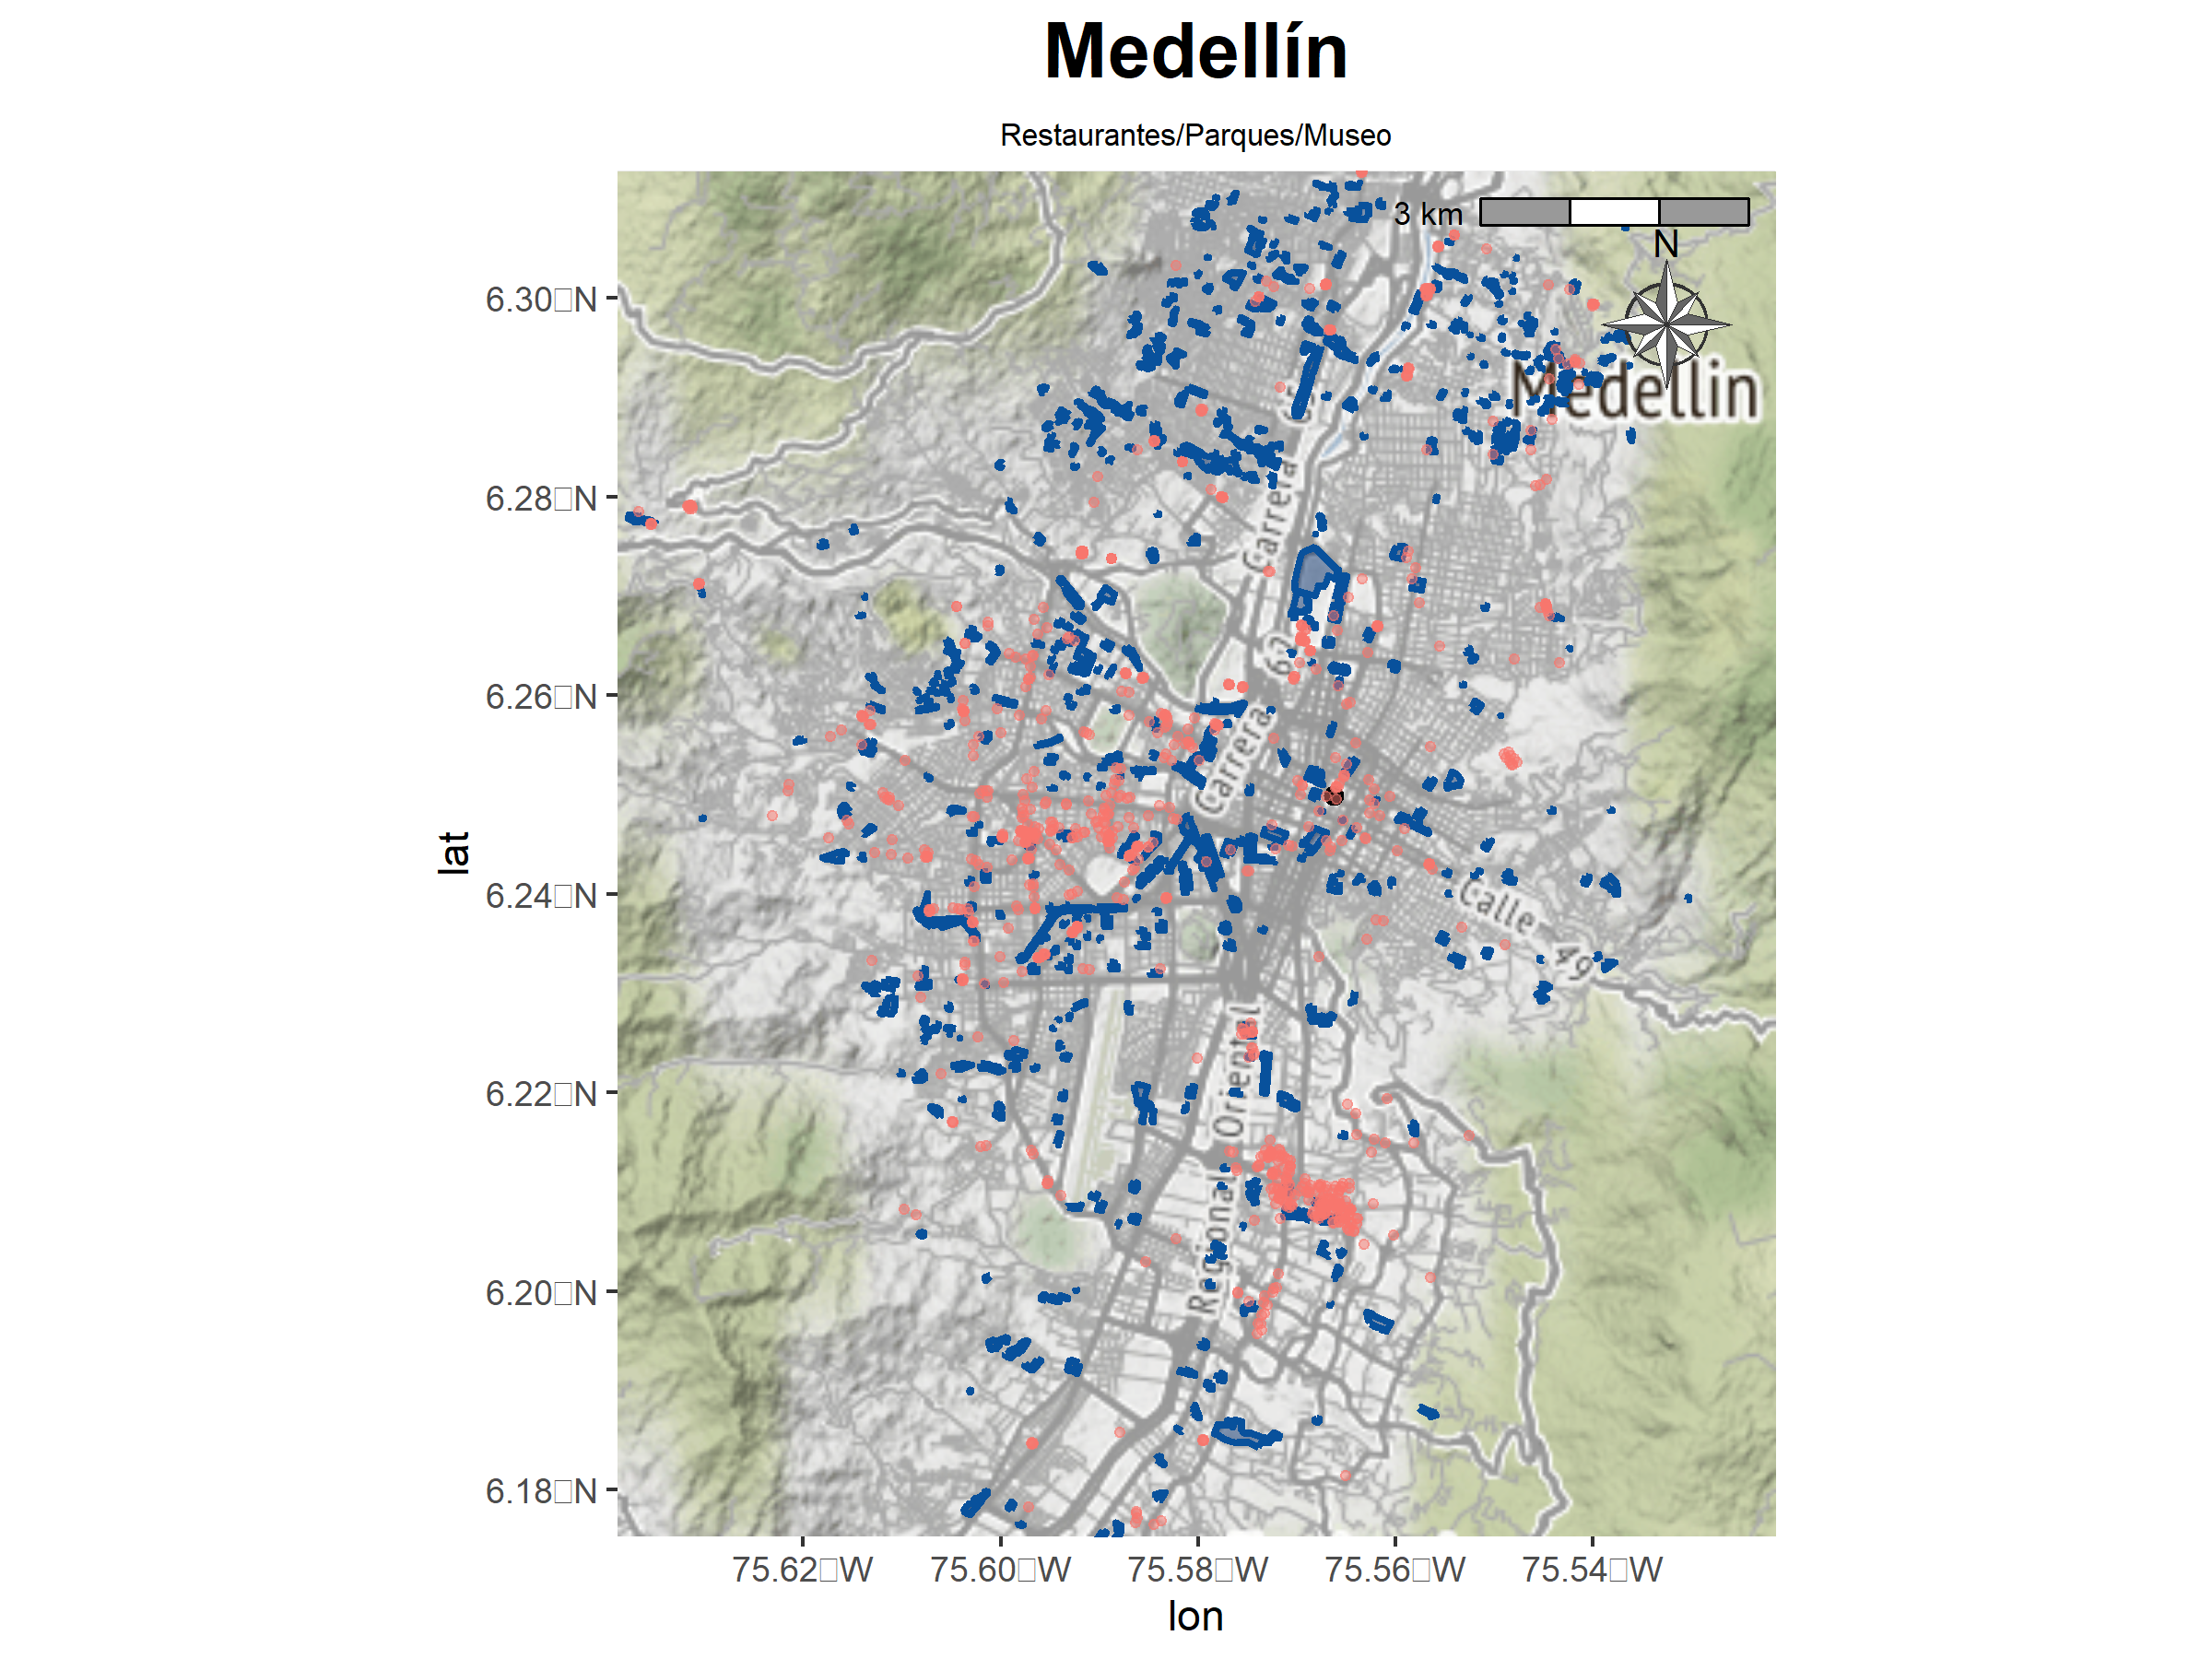 Medellín
Restaurantes/Parques/Museo
3 km
N
Medellin
6.30□N
6.28□N
6.26□N
6.24□N
6.22□N
6.20□N
6.18□N
lat
Carrera 62
Carrera
Calle 49
Regional Oriental
75.62□W 75.60□W 75.58□W 75.56□W 75.54□W
lon